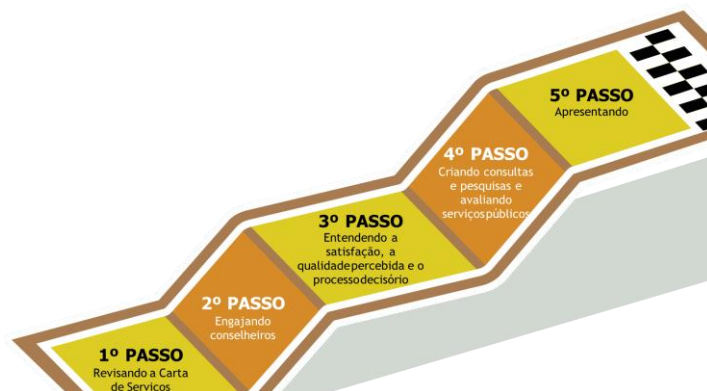 1º PASSO
Revisando a Carta
de Serviços
2º PASSO
Engajando
conselheiros
3º PASSO
Entendendo a
satisfação, a
qualidadepercebida e o
processodecisório
4º PASSO
Criando consultas
e pesquisas e
avaliando
serviçospúblicos
5º PASSO
Apresentando